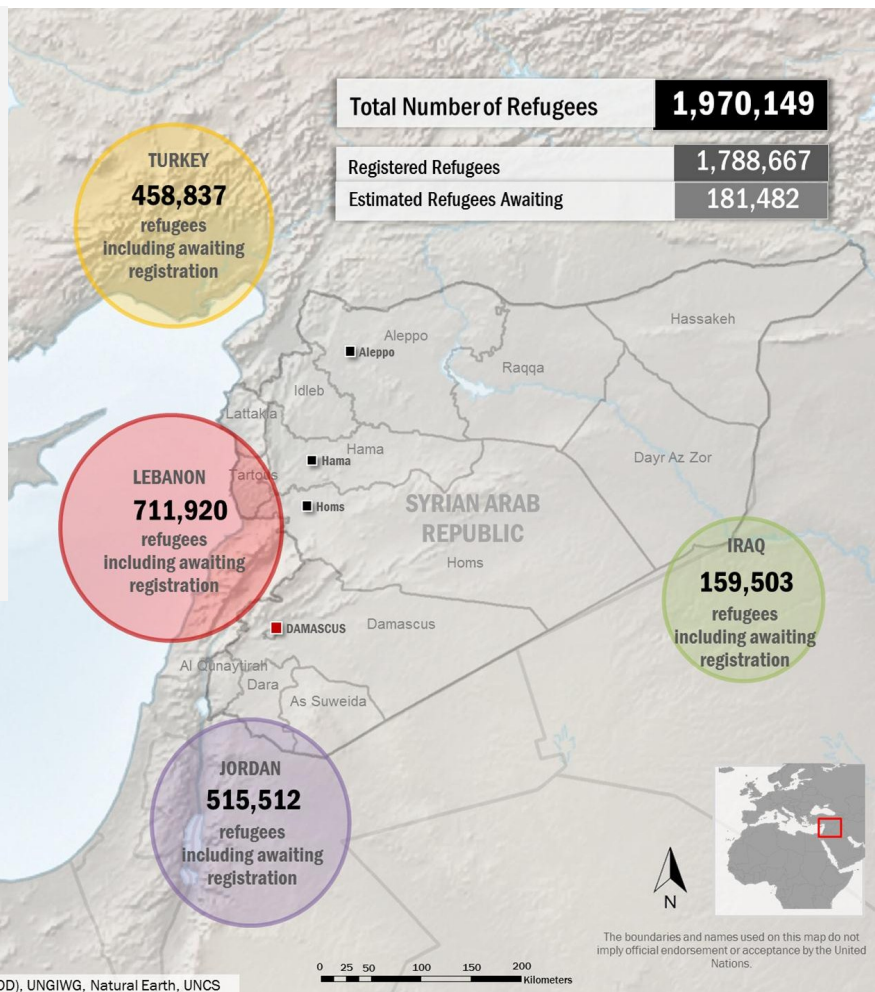 Total Number of Refugees 1,970,149
Registered Refugees 1,788,667
Estimated Refugees Awaiting 181,482
TURKEY
458,837
refugees
including awaiting
registration
Hassakeh
Aleppo
Aleppo
Raqqa
Idleb
Lattakia
Hama
Hama
Dayr Az Zor
Tartous
LEBANON
711,920
refugees
including awaiting
registration
Homs
SYRIAN ARAB
REPUBLIC
Homs
IRAQ
159,503
refugees
including awaiting
registration
DAMASCUS
Damascus
Al Qunaytirah
Dara
As Suweida
JORDAN
515,512
refugees
including awaiting
registration
N
The boundaries and names used on this map do not
imply official endorsement or acceptance by the United
Nations.
0 25 50 100 150 200
Kilometers
OD), UNGIWG, Natural Earth, UNCS